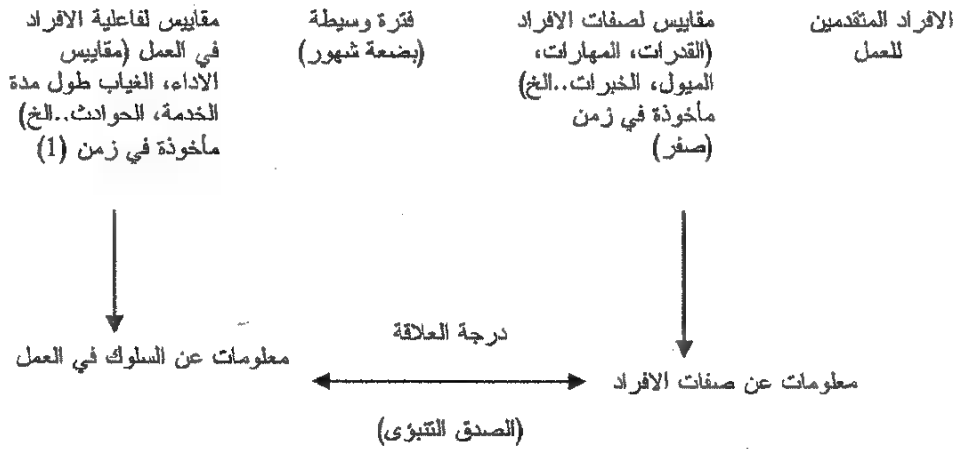 الافراد المتقدمين
للعمل
مقاييس لصفات الافراد
(القدرات، المهارات،
الميول، الخبرات..الخ)
مأخوذة في زمن
(صفر)
فترة وسيطة
(بضعة شهور)
مقاييس لفاعلية الافراد
في العمل (مقاييس
الاداء، الغياب طول مدة
الخدمة، الحوادث..الخ)
مأخوذة في زمن (1)
معلومات عن صفات الافراد
درجة العلاقة
(الصدق التنبؤى)
معلومات عن السلوك في العمل